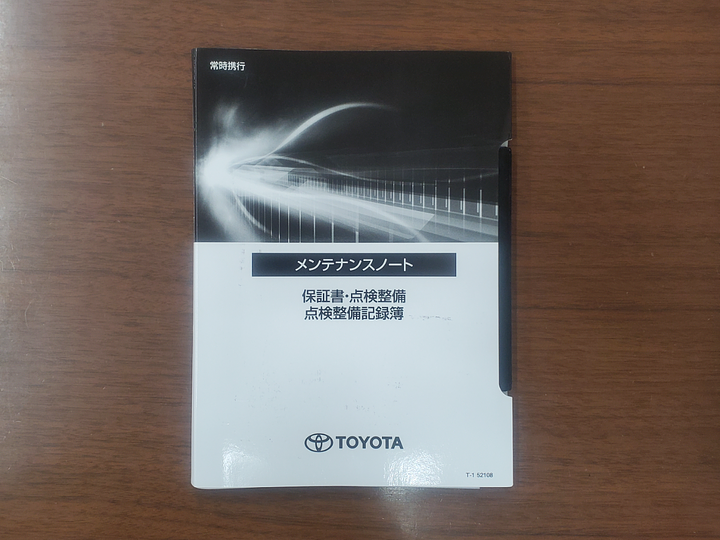 常時携行
メンテナンスノート
保証書・点検整備
点検整備記録簿
TOYOTA
T-1 52108